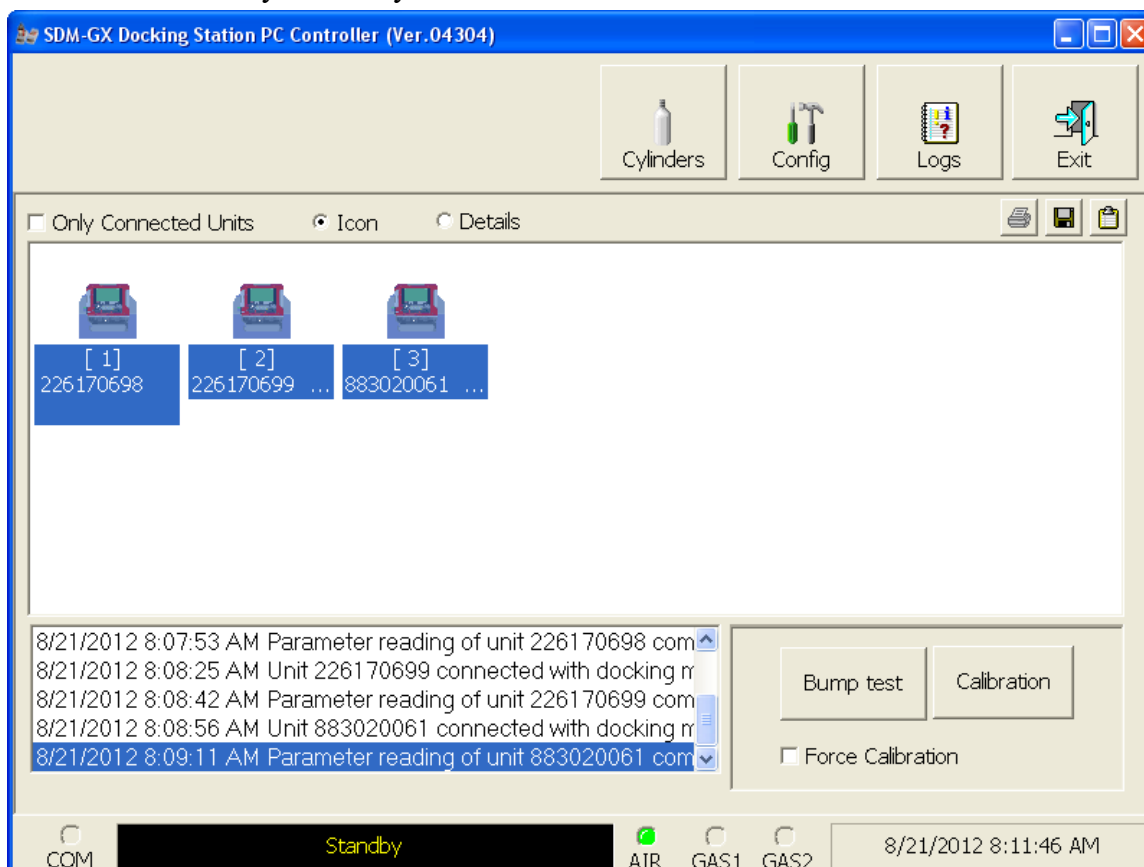 SDM-GX Docking Station PC Controller (Ver.04304)
Cylinders
Config
Logs
Exit
Only Connected Units
Icon
Details
[ 1]
226170698
[ 2]
226170699 ...
[ 3]
883020061 ...
8/21/2012 8:07:53 AM Parameter reading of unit 226170698 com
8/21/2012 8:08:25 AM Unit 226170699 connected with docking m
8/21/2012 8:08:42 AM Parameter reading of unit 226170699 com
8/21/2012 8:08:56 AM Unit 883020061 connected with docking m
8/21/2012 8:09:11 AM Parameter reading of unit 883020061 com
Bump test
Calibration
Force Calibration
COM
Standby
AIR
GAS1
GAS2
8/21/2012 8:11:46 AM